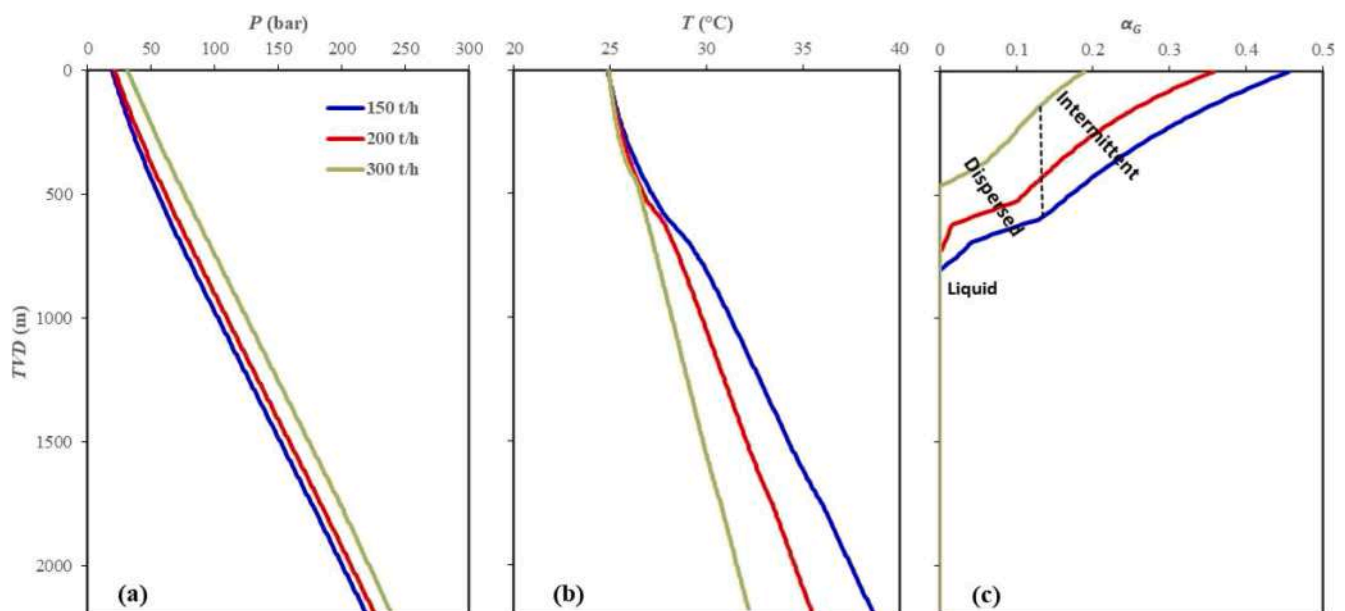 P (bar)
0 50 100 150 200 250 300
T (°C)
20 25 30 35 40
α_G
0 0.1 0.2 0.3 0.4 0.5
TVD (m)
0
500
1000
1500
2000
150 t/h
200 t/h
300 t/h
(a)
(b)
Intermittent
Dispersed
Liquid
(c)